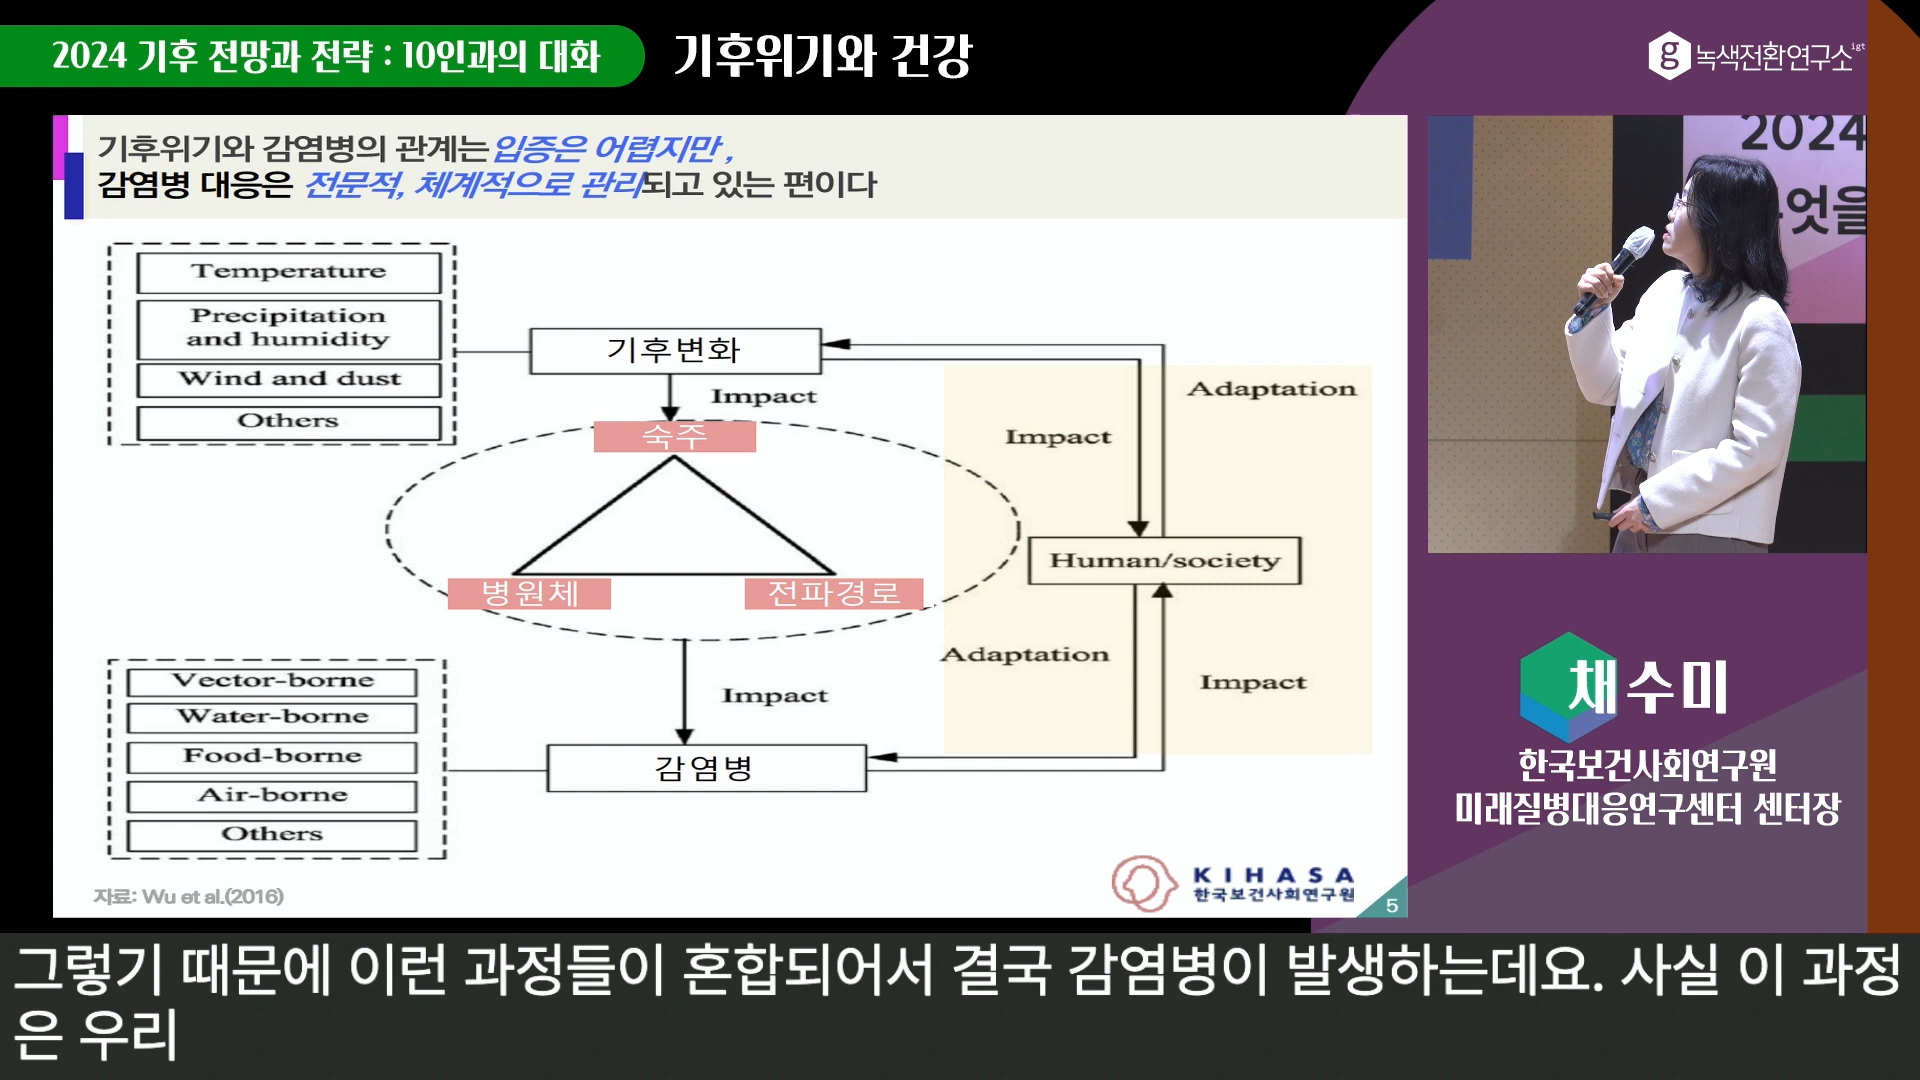 2024 기후 전망과 전략 : 10인과의 대화
기후위기와 건강
g 녹색전환연구소 igt
기후위기와 감염병의 관계는 입증은 어렵지만,
감염병 대응은 전문적, 체계적으로 관리되고 있는 편이다
Temperature
Precipitation
and humidity
Wind and dust
Others
기후변화
Impact
숙주
병원체
전파경로
Adaptation
Impact
Human/society
Adaptation
Impact
Impact
Vector-borne
Water-borne
Food-borne
Air-borne
Others
감염병
자료: Wu et al.(2016)
KIHASA
한국보건사회연구원
5
2024
엇을
채수미
한국보건사회연구원
미래질병대응연구센터 센터장
그렇기 때문에 이런 과정들이 혼합되어서 결국 감염병이 발생하는데요. 사실 이 과정
은 우리